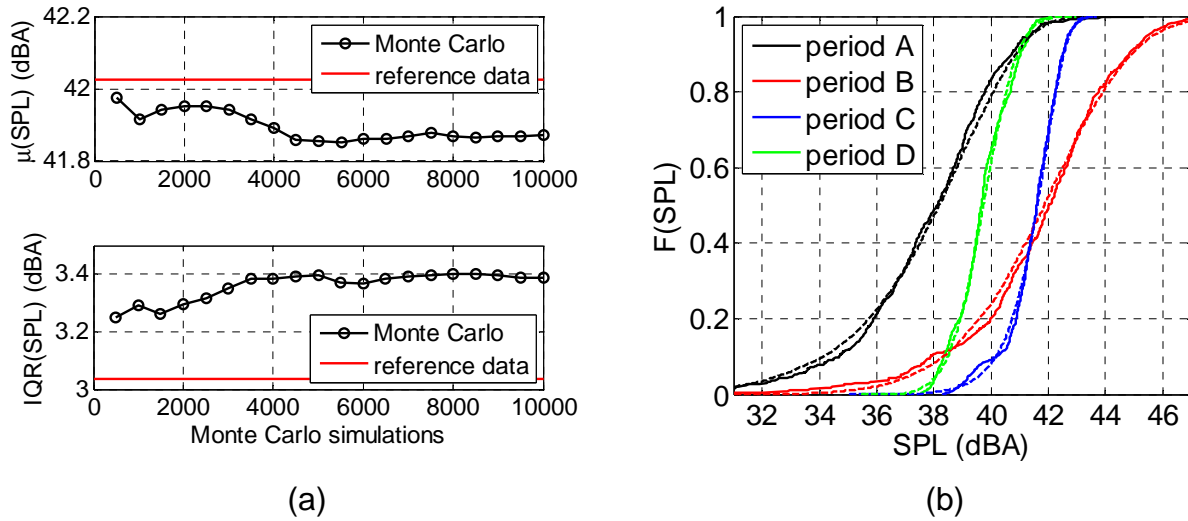 42.2
42
41.8
μ(SPL) (dBA)
Monte Carlo
reference data
0 2000 4000 6000 8000 10000
3.4
3.2
3
IQR(SPL) (dBA)
Monte Carlo
reference data
0 2000 4000 6000 8000 10000
Monte Carlo simulations
(a)
1
0.8
0.6
0.4
0.2
0
F(SPL)
period A
period B
period C
period D
32 34 36 38 40 42 44 46
SPL (dBA)
(b)